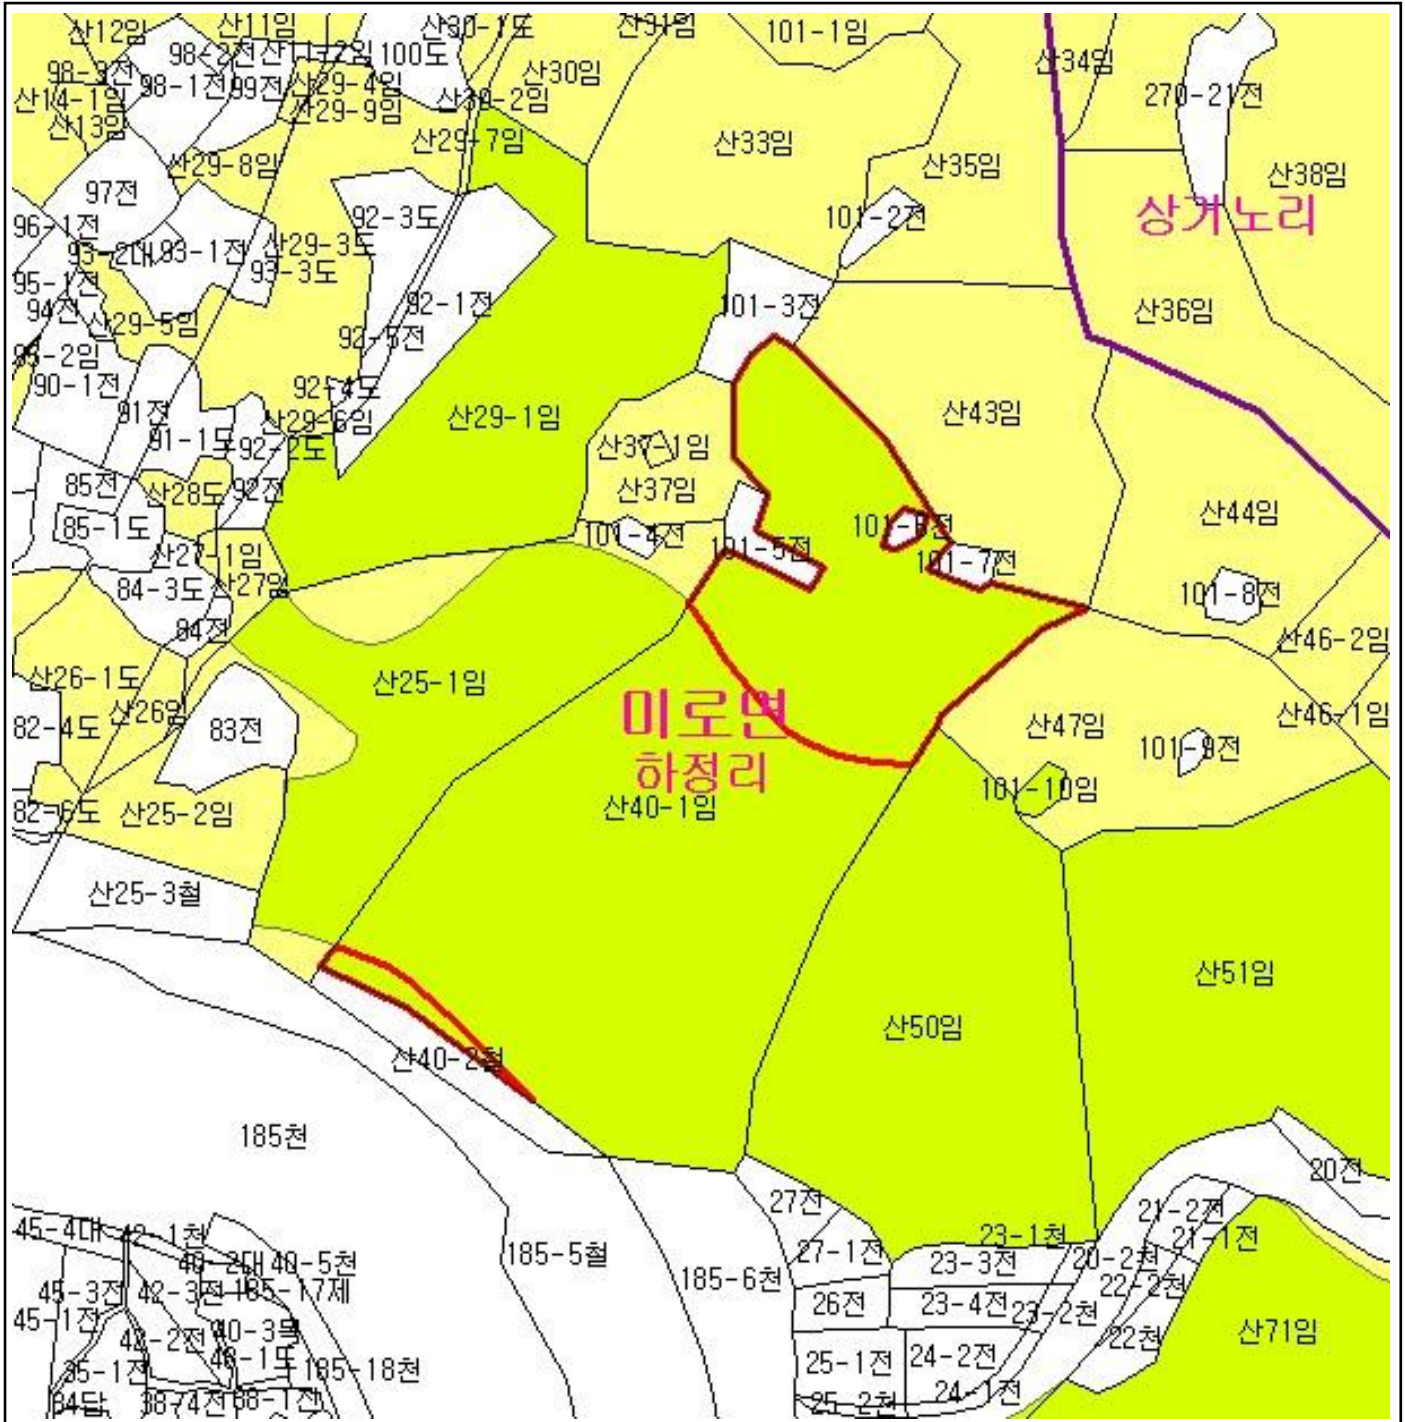 산12임
산11임
산30-1도
산31임
101-1임
98-2전
산11-2임
100도
산34임
98-3전
98-1전
99전
산29-4임
산30임
270-21전
산14-1임
산29-9임
산30-2임
산13임
산29-7임
산33임
산29-8임
산35임
산38임
97전
92-3도
101-2전
상거노리
96-1전
93-2대
93-1전
산29-3도
93-3도
95-1전
94전
산29-5임
92-1전
101-3전
산36임
92-5전
95-2임
90-1전
92-4도
91전
산29-6임
산29-1임
산43임
91-1도
92-2도
산37-1임
85전
산28도
92전
산37임
산44임
85-1도
101-4전
101-5전
101-6전
산27-1임
101-7전
84-3도
산27임
101-8전
84전
산46-2임
산26-1도
산25-1임
산26임
미로면
산46-1임
82-4도
83전
산47임
101-9전
하정리
101-10임
82-6도
산25-2임
산40-1임
산25-3철
산51임
산50임
산40-2철
185천
20전
27전
21-2전
45-4대
42-1천
23-1천
21-1전
40-2대
40-5천
185-5철
27-1전
23-3전
20-2천
45-3전
42-3전
185-17제
185-6천
22-2천
26전
23-4전
23-2천
45-1전
42-2전
22천
산71임
35-1전
185-18천
25-1전
24-2전
25-2천
24-1전